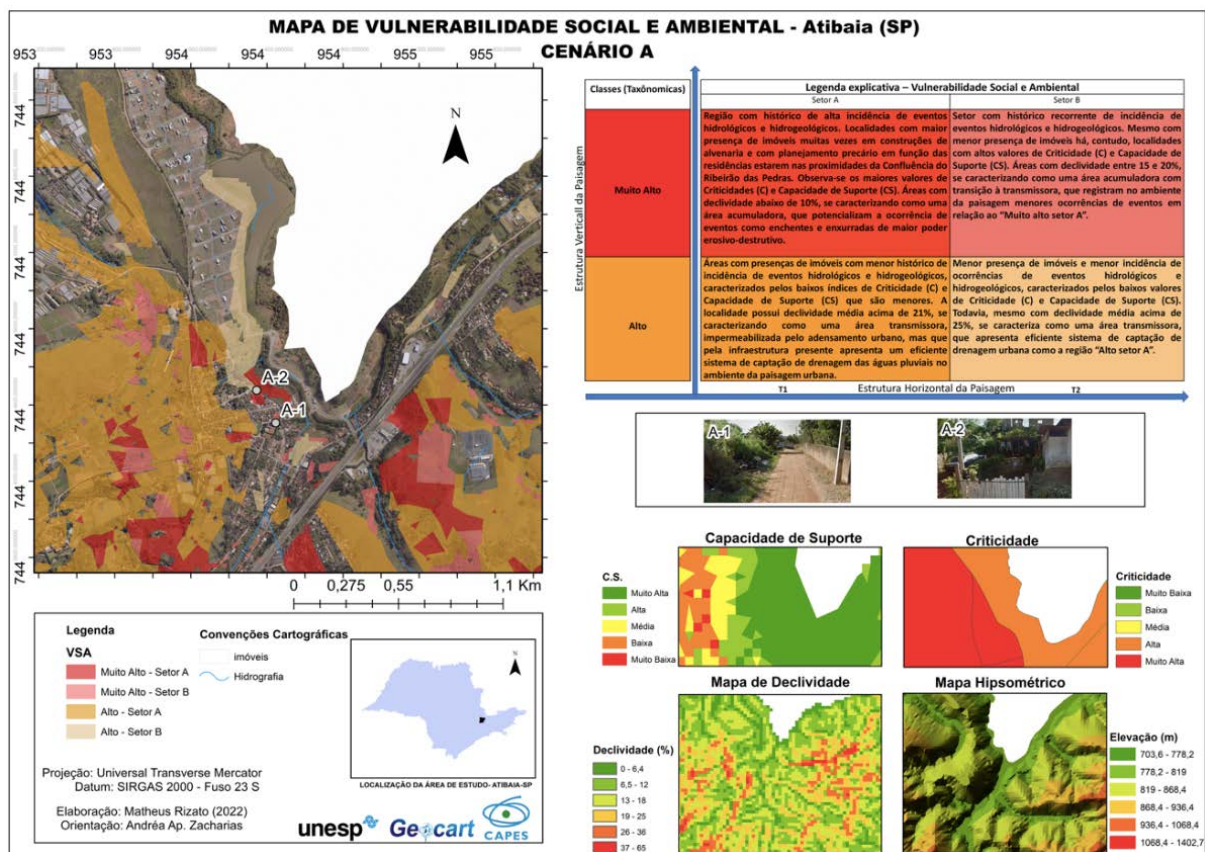 MAPA DE VULNERABILIDADE SOCIAL E AMBIENTAL - Atibaia (SP)
CENÁRIO A
953 953 954 954 954 955 955
744
744
744
744
744
744
744
N
A-2
A-1
0 0,275 0,55 1,1 Km
Classes (Taxônomicas)
Legenda explicativa – Vulnerabilidade Social e Ambiental
Setor A
Setor B
Estrutura Verticall da Paisagem
Muito Alto
Região com histórico de alta incidência de eventos
hidrológicos e hidrogeológicos. Localidades com maior
presença de imóveis muitas vezes em construções de
alvenaria e com planejamento precário em função das
residências estarem nas proximidades da Confluência do
Ribeirão das Pedras. Observa-se os maiores valores de
Criticidades (C) e Capacidade de Suporte (CS). Áreas com
declividade abaixo de 10%, se caracterizando como uma
área acumuladora, que potencializam a ocorrência de
eventos como enchentes e enxurradas de maior poder
erosivo-destrutivo.
Setor com histórico recorrente de incidência de
eventos hidrológicos e hidrogeológicos. Mesmo com
menor presença de imóveis há, contudo, localidades
com altos valores de Criticidade (C) e Capacidade de
Suporte (CS). Áreas com declividade entre 15 e 20%,
se caracterizando como uma área acumuladora com
transição à transmissora, que registram no ambiente
da paisagem menores ocorrências de eventos em
relação ao “Muito alto setor A”.
Alto
Áreas com presenças de imóveis com menor histórico de
incidência de eventos hidrológicos e hidrogeológicos,
caracterizados pelos baixos índices de Criticidade (C) e
Capacidade de Suporte (CS) que são menores. A
localidade possui declividade média acima de 21%, se
caracterizando como uma área transmissora,
impermeabilizada pelo adensamento urbano, mas que
pela infraestrutura presente apresenta um eficiente
sistema de captação de drenagem das águas pluviais no
ambiente da paisagem urbana.
Menor presença de imóveis e menor incidência de
ocorrências de eventos hidrológicos e
hidrogeológicos, caracterizados pelos baixos valores
de Criticidade (C) e Capacidade de Suporte (CS).
Todavia, mesmo com declividade média acima de
25%, se caracteriza como uma área transmissora,
que apresenta eficiente sistema de captação de
drenagem urbana como a região “Alto setor A”.
T1 Estrutura Horizontal da Paisagem T2
A-1
A-2
Capacidade de Suporte
C.S.
Muito Alta
Alta
Média
Baixa
Muito Baixa
Criticidade
Criticidade
Muito Baixa
Baixa
Média
Alta
Muito Alta
Mapa de Declividade
Declividade (%)
0 - 6,4
6,5 - 12
13 - 18
19 - 25
26 - 36
37 - 65
Mapa Hipsométrico
Elevação (m)
703,6 - 778,2
778,2 - 819
819 - 868,4
868,4 - 936,4
936,4 - 1068,4
1068,4 - 1402,7
Legenda
VSA
Muito Alto - Setor A
Muito Alto - Setor B
Alto - Setor A
Alto - Setor B
Convenções Cartográficas
imóveis
Hidrografia
N
LOCALIZAÇÃO DA ÁREA DE ESTUDO- ATIBAIA-SP
Projeção: Universal Transverse Mercator
Datum: SIRGAS 2000 - Fuso 23 S
Elaboração: Matheus Rizato (2022)
Orientação: Andréa Ap. Zacharias
unesp
Geocart
CAPES